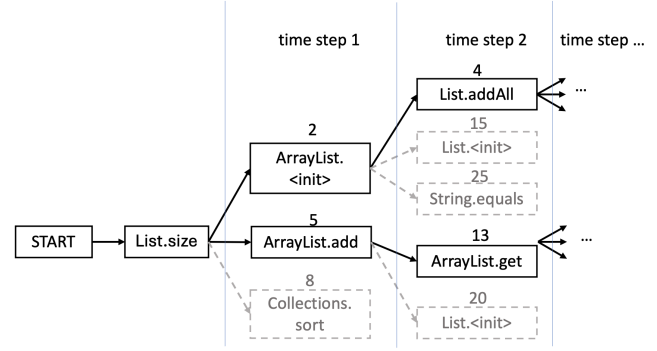 time step 1
time step 2
time step ...
4
List.addAll
...
2
15
ArrayList.
<init>
List.<init>
25
String.equals
5
13
START
List.size
ArrayList.add
ArrayList.get
...
8
20
Collections.
sort
List.<init>